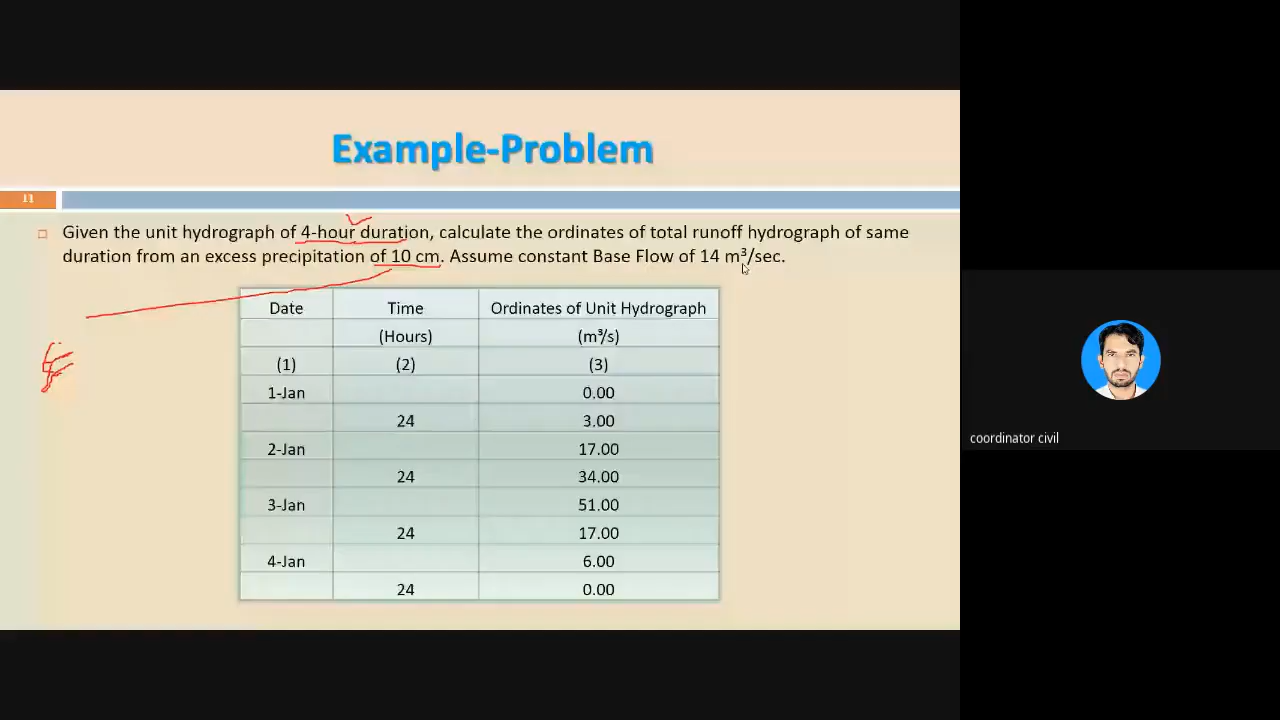 Example-Problem
11
Given the unit hydrograph of 4-hour duration, calculate the ordinates of total runoff hydrograph of same
duration from an excess precipitation of 10 cm. Assume constant Base Flow of 14 m³/sec.
Date Time Ordinates of Unit Hydrograph
(Hours) (m³/s)
(1) (2) (3)
1-Jan 0.00
24 3.00
2-Jan 17.00
24 34.00
3-Jan 51.00
24 17.00
4-Jan 6.00
24 0.00
coordinator civil